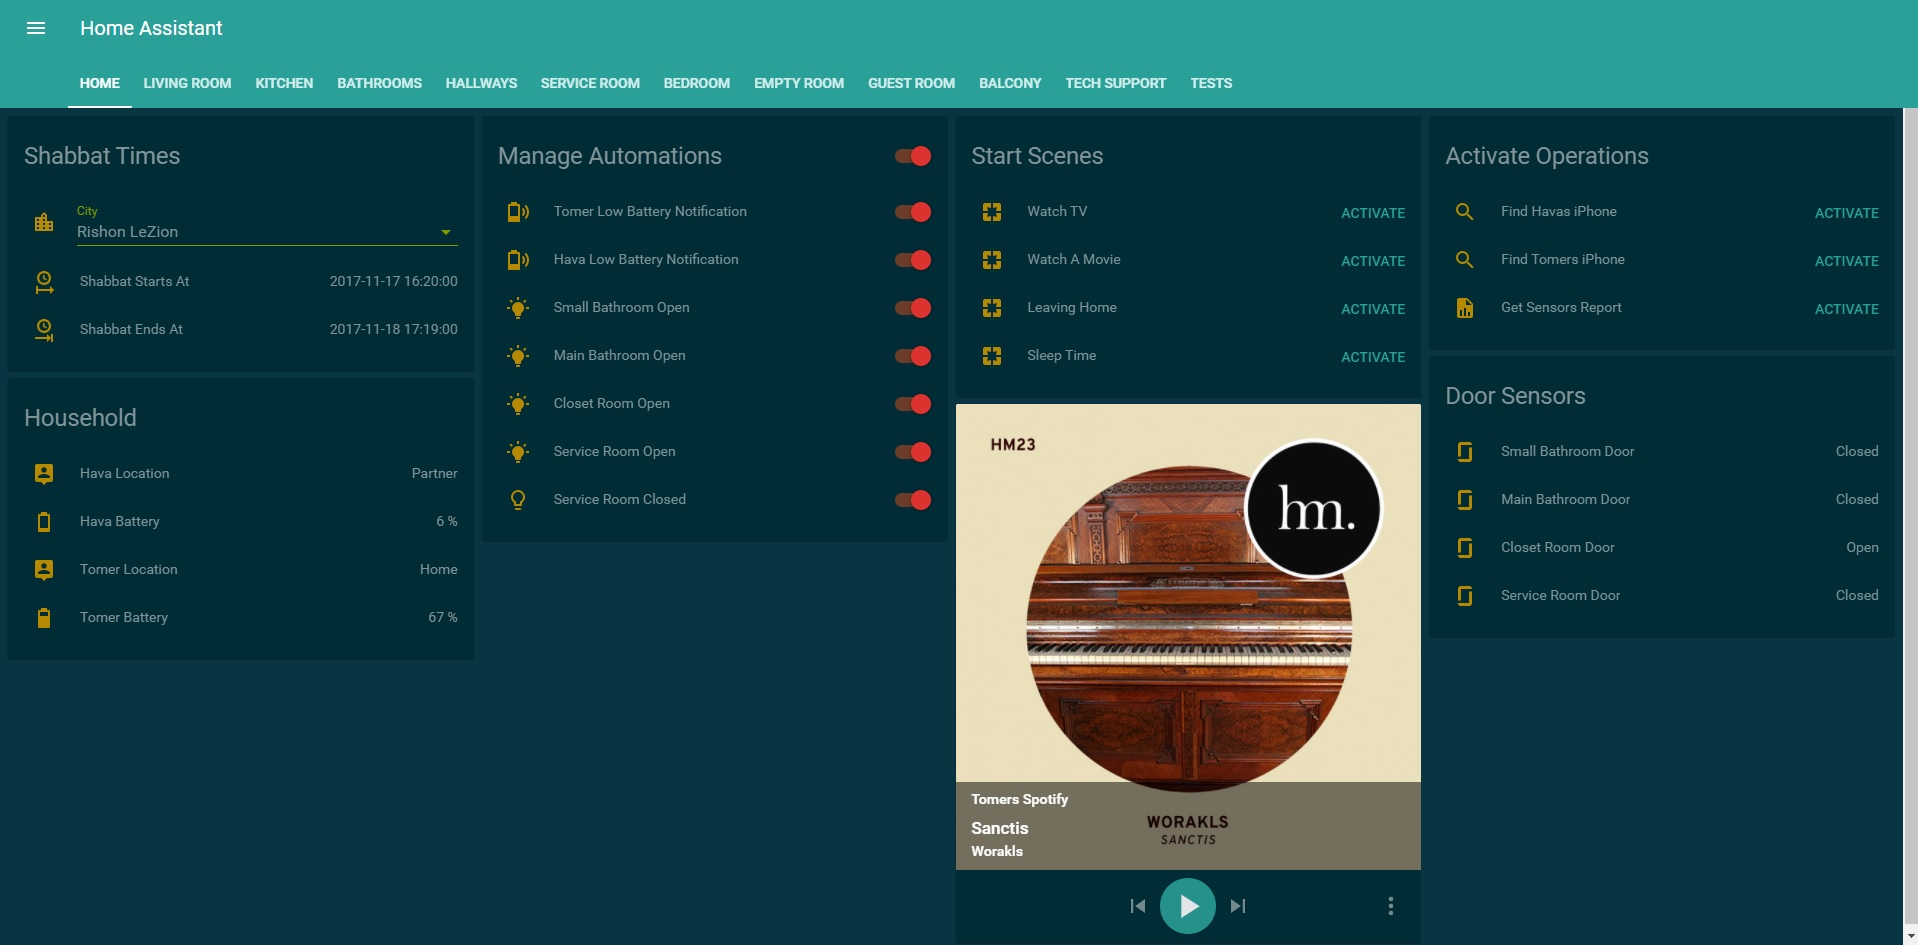 Home Assistant
HOME LIVING ROOM KITCHEN BATHROOMS HALLWAYS SERVICE ROOM BEDROOM EMPTY ROOM GUEST ROOM BALCONY TECH SUPPORT TESTS
Shabbat Times
City
Rishon LeZion
Shabbat Starts At 2017-11-17 16:20:00
Shabbat Ends At 2017-11-18 17:19:00
Household
Hava Location Partner
Hava Battery 6 %
Tomer Location Home
Tomer Battery 67 %
Manage Automations
Tomer Low Battery Notification
Hava Low Battery Notification
Small Bathroom Open
Main Bathroom Open
Closet Room Open
Service Room Open
Service Room Closed
Start Scenes
Watch TV ACTIVATE
Watch A Movie ACTIVATE
Leaving Home ACTIVATE
Sleep Time ACTIVATE
HM23
hm.
Tomers Spotify
Sanctis
Worakls
WORAKLS
SANCTIS
Activate Operations
Find Havas iPhone ACTIVATE
Find Tomers iPhone ACTIVATE
Get Sensors Report ACTIVATE
Door Sensors
Small Bathroom Door Closed
Main Bathroom Door Closed
Closet Room Door Open
Service Room Door Closed